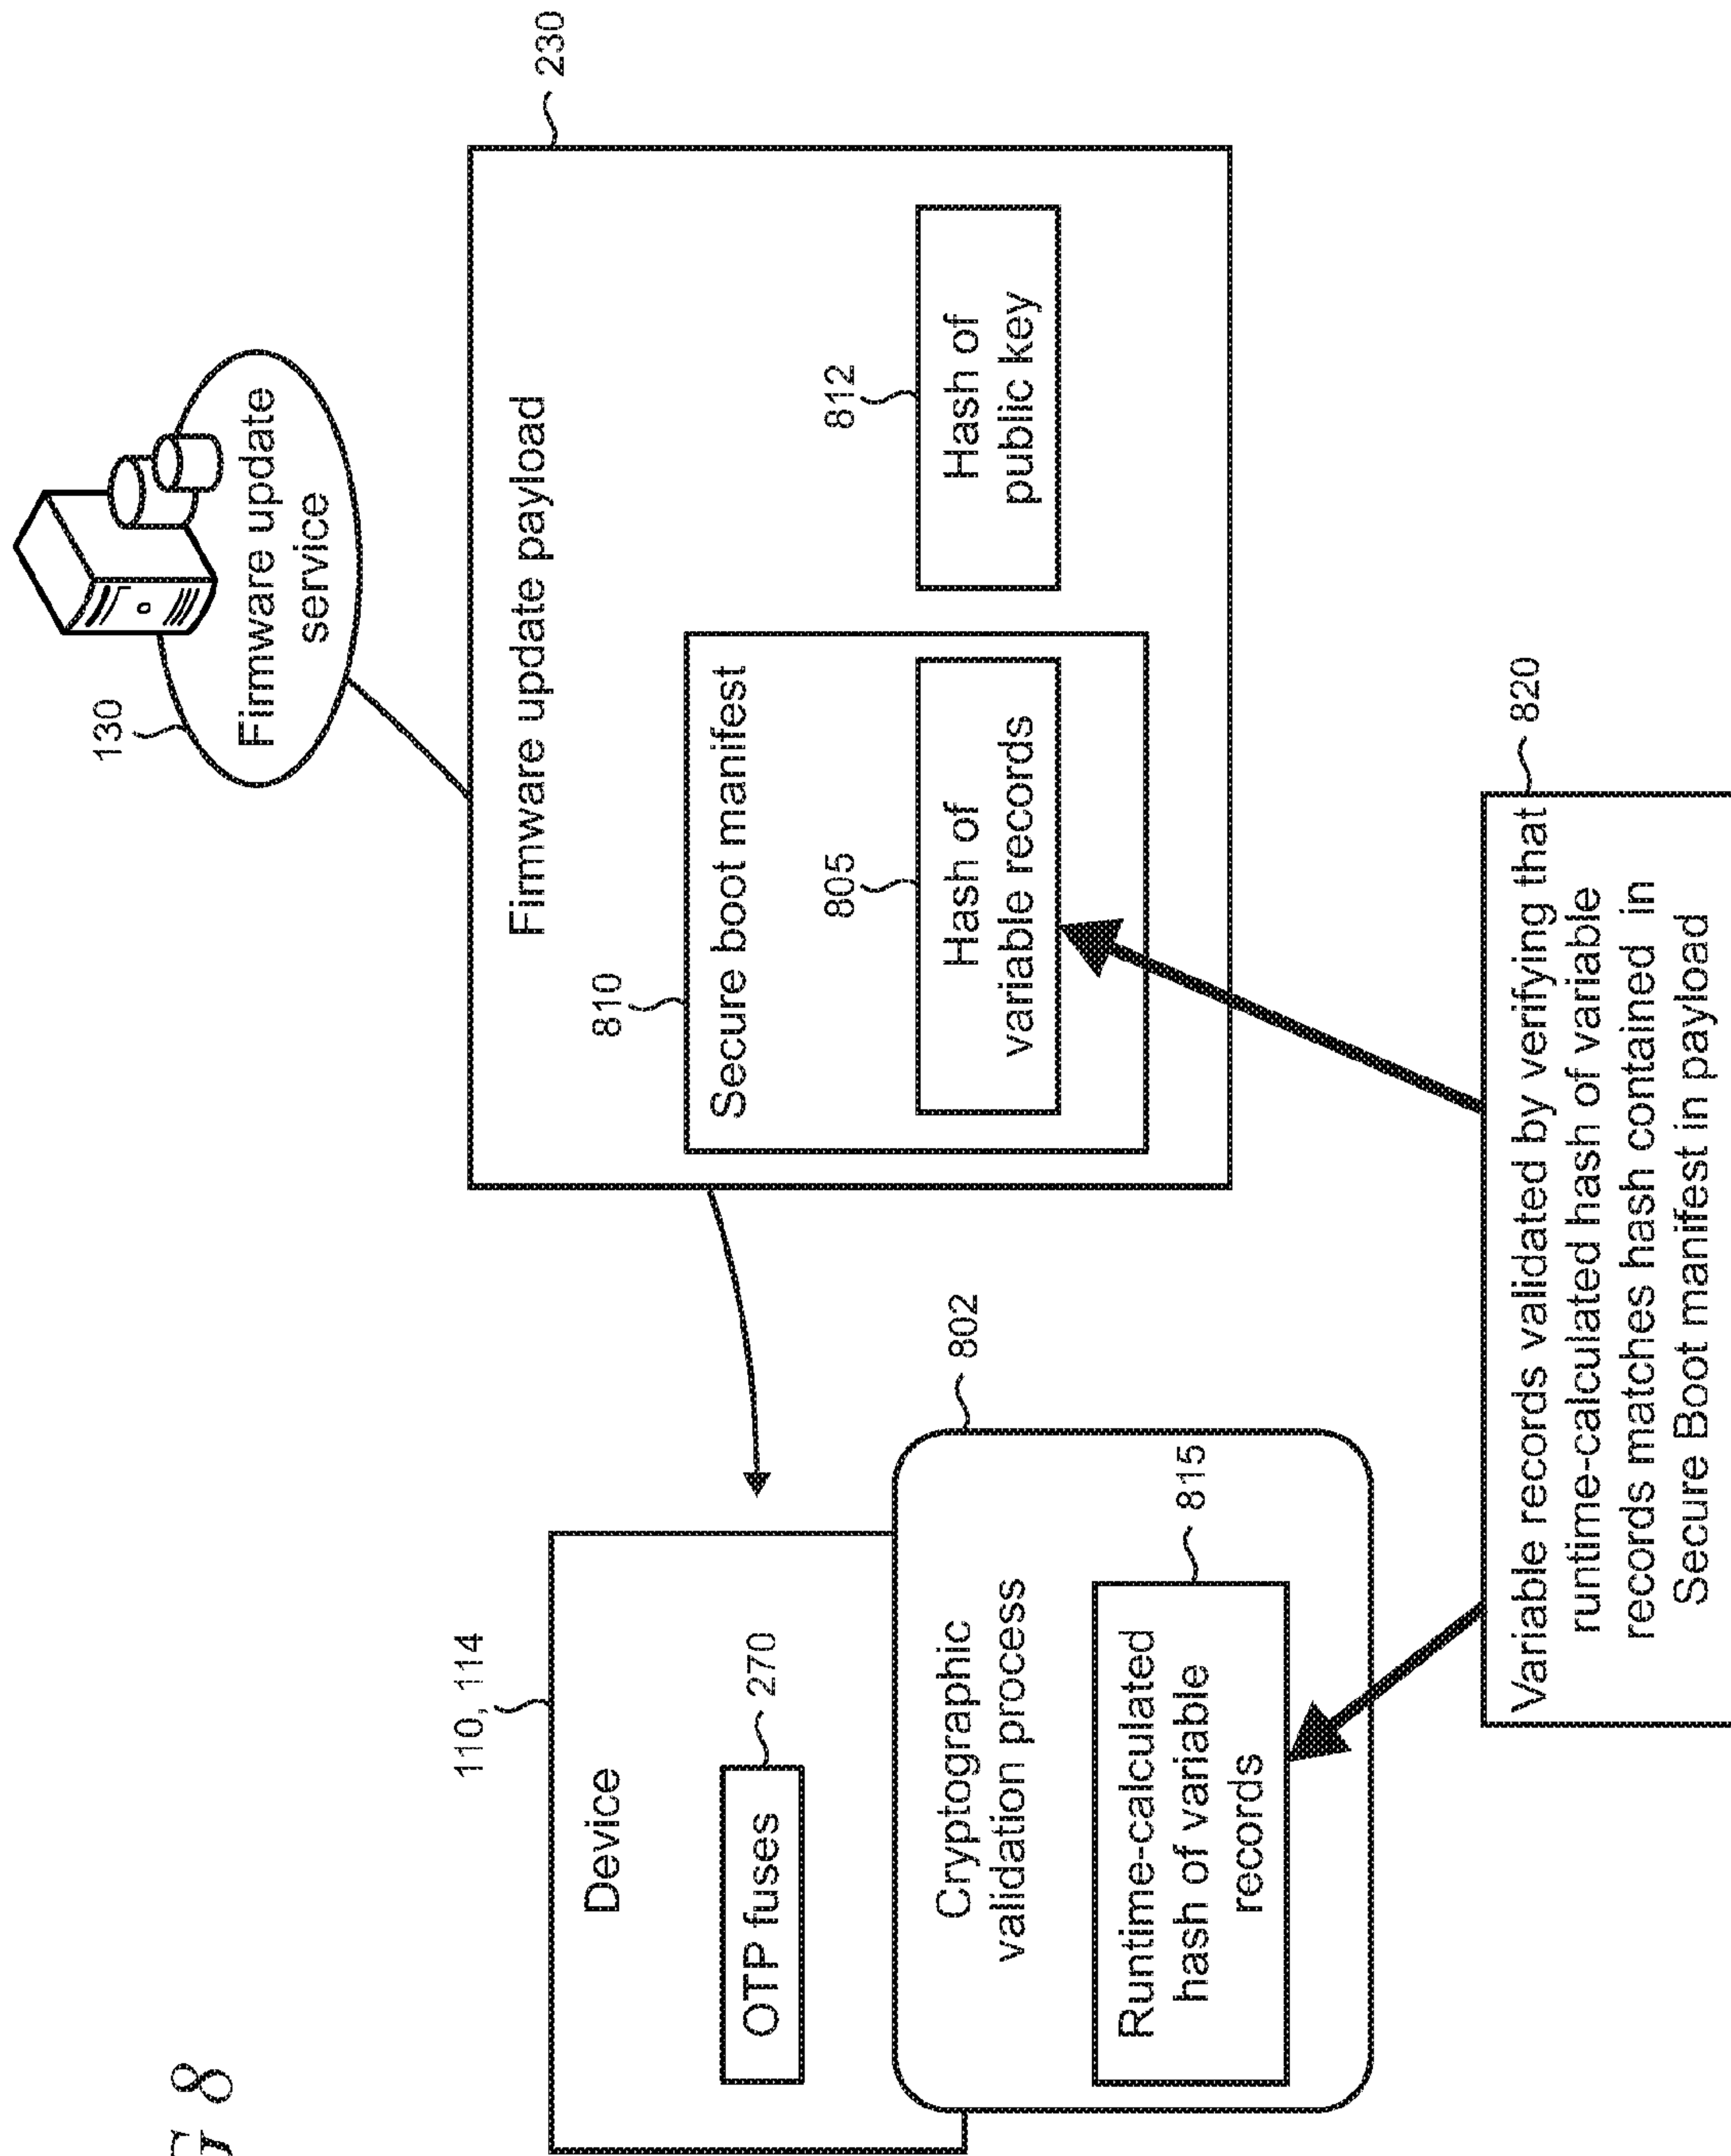 G 8
130
Firmware update
service
230
Firmware update payload
810
Secure boot manifest
805
Hash of
variable records
812
Hash of
public key
110, 114
Device
OTP fuses
270
802
Cryptographic
validation process
815
Runtime-calculated
hash of variable
records
820
Variable records validated by verifying that
runtime-calculated hash of variable
records matches hash contained in
Secure Boot manifest in payload